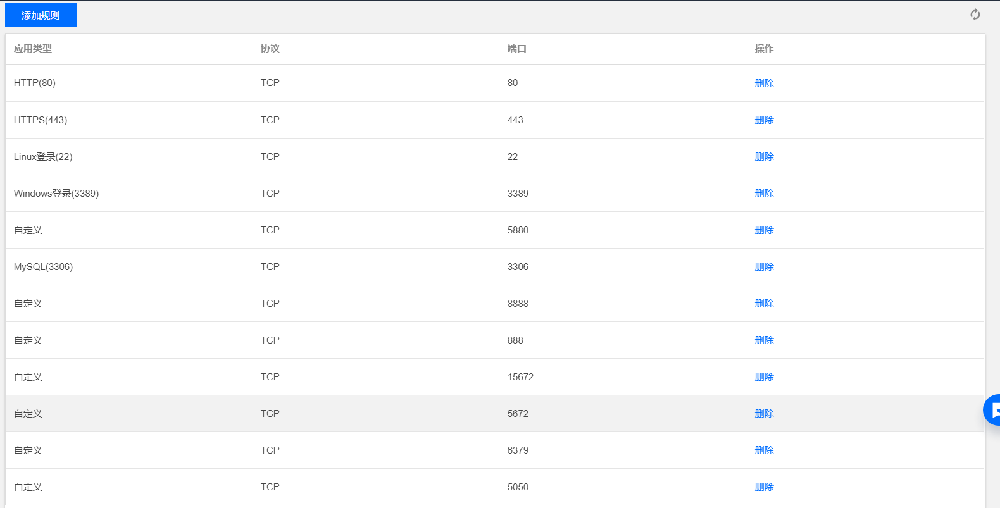 添加规则
应用类型 协议 端口 操作
HTTP(80) TCP 80 删除
HTTPS(443) TCP 443 删除
Linux登录(22) TCP 22 删除
Windows登录(3389) TCP 3389 删除
自定义 TCP 5880 删除
MySQL(3306) TCP 3306 删除
自定义 TCP 8888 删除
自定义 TCP 888 删除
自定义 TCP 15672 删除
自定义 TCP 5672 删除
自定义 TCP 6379 删除
自定义 TCP 5050 删除